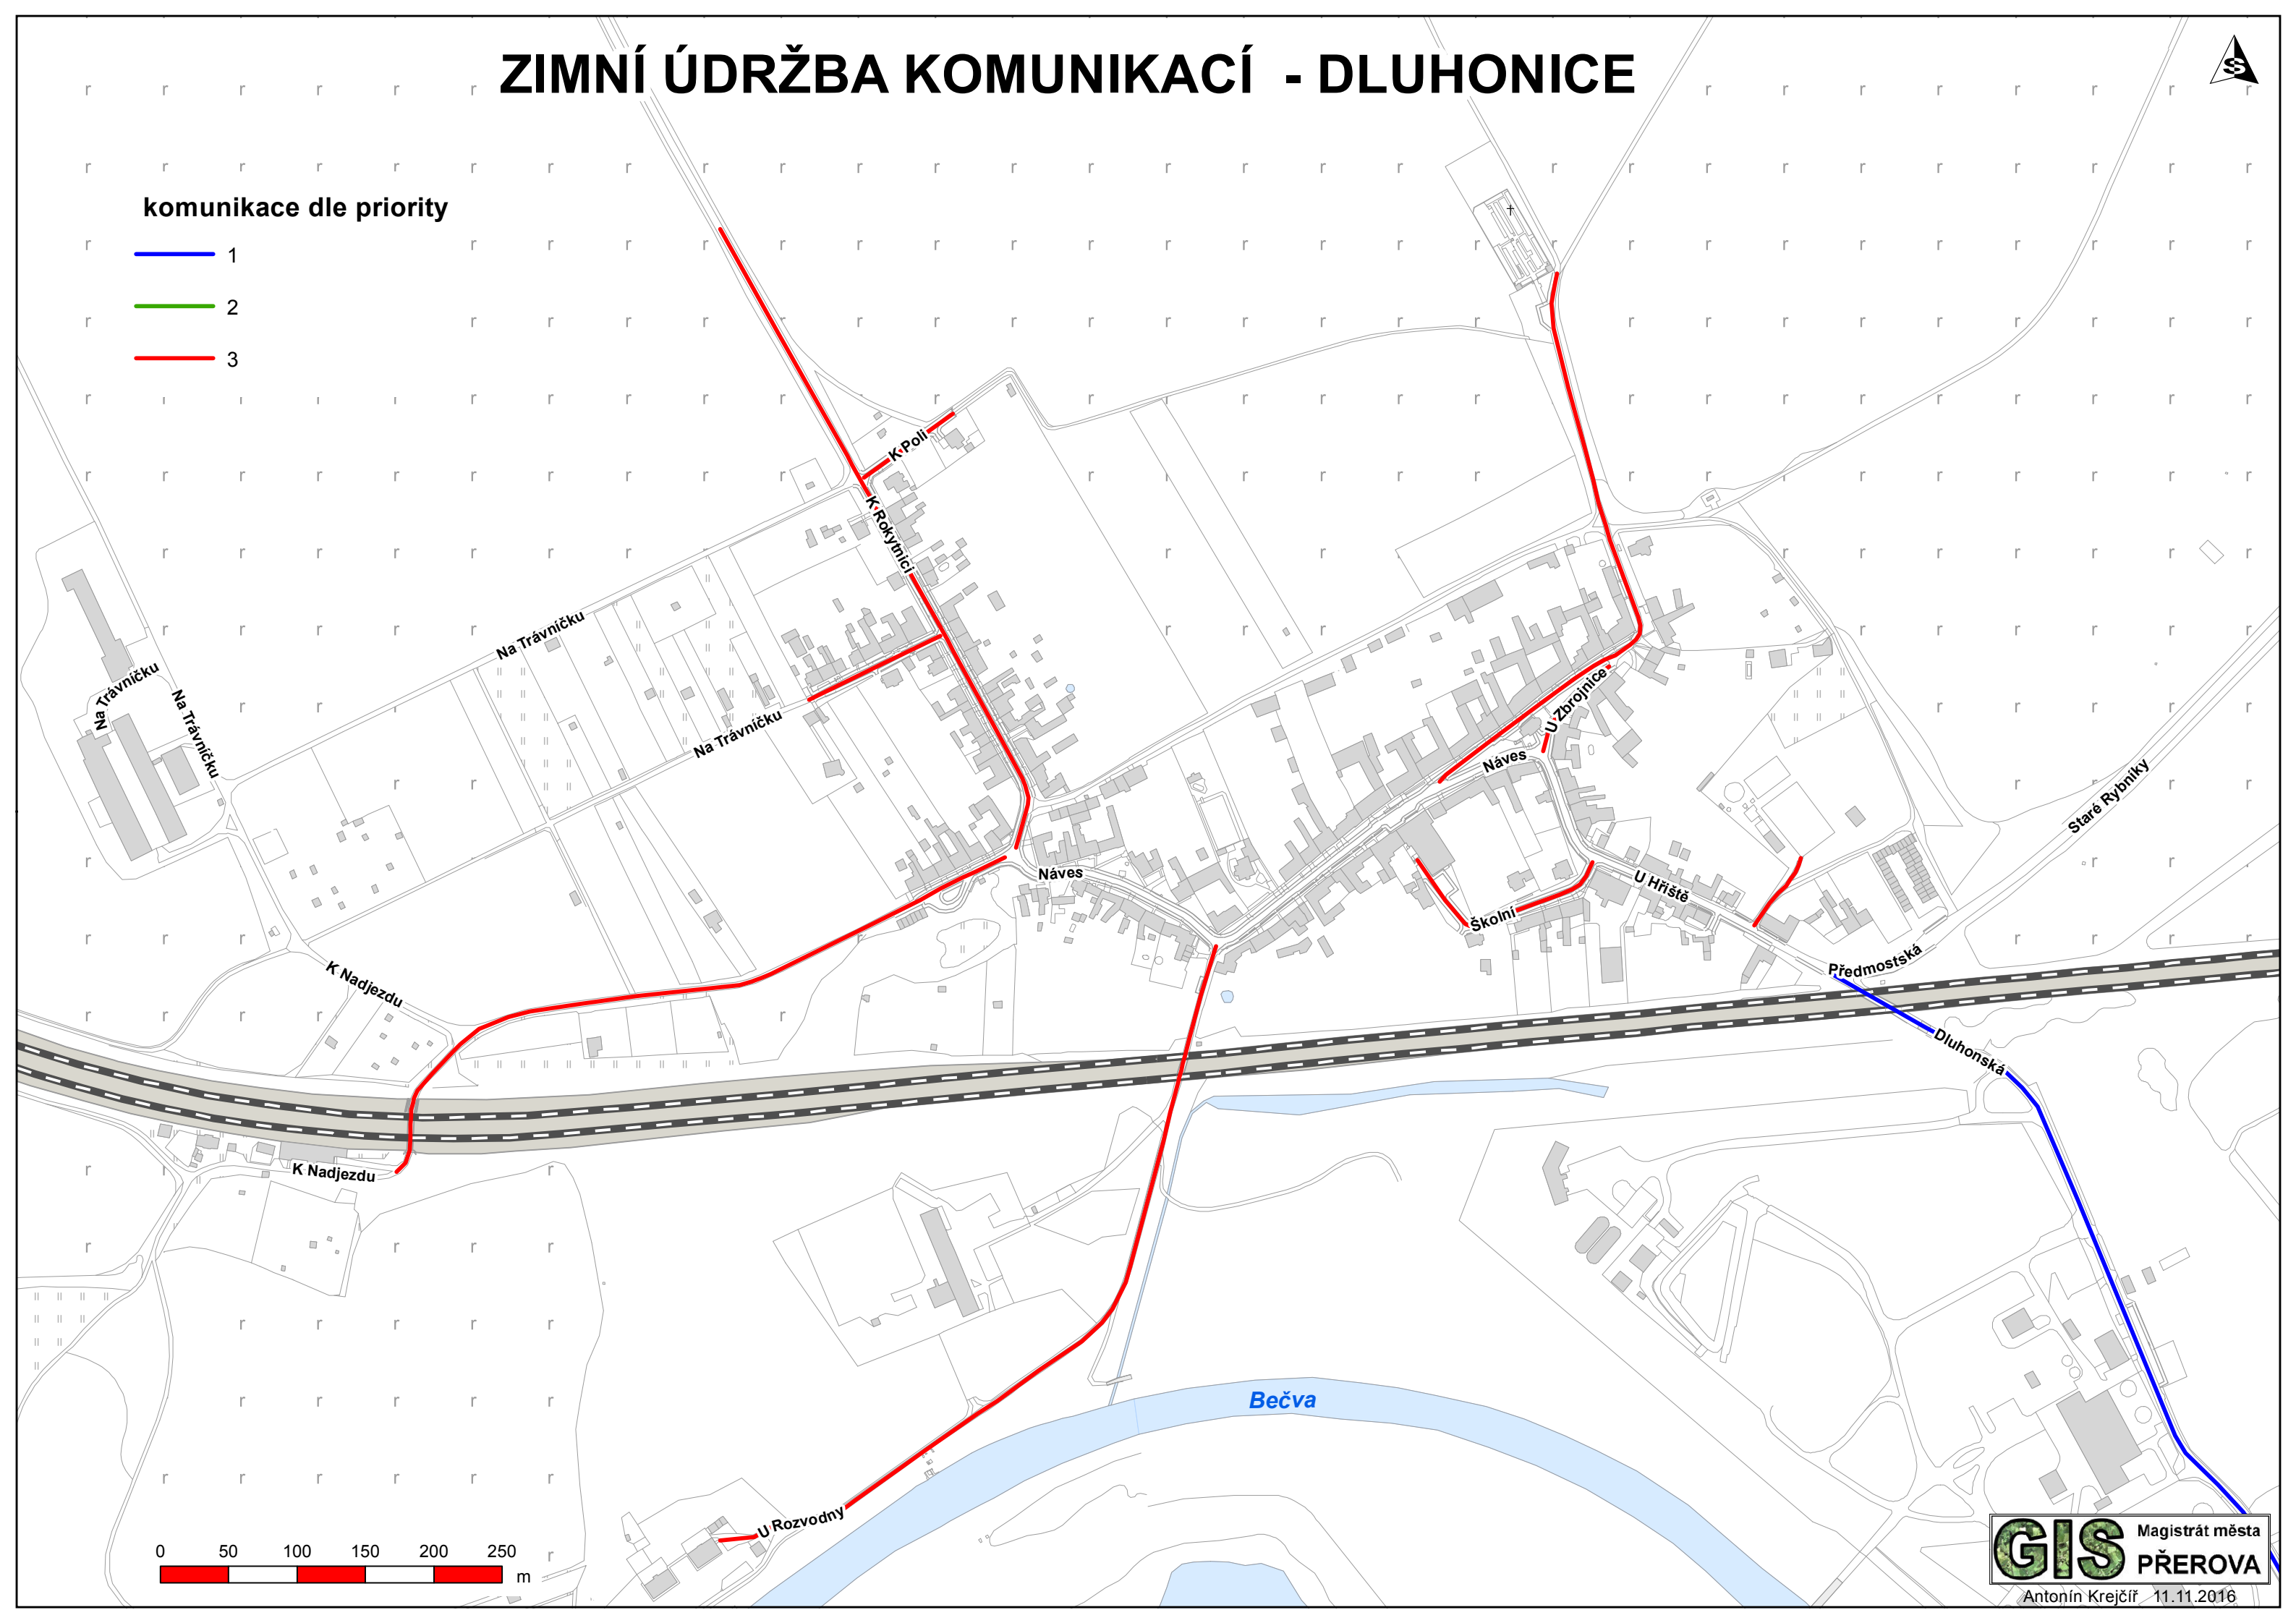 ZIMNÍ ÚDRŽBA KOMUNIKACÍ - DLUHONICE
S
komunikace dle priority
1
2
3
K Poli
K Rokytnici
Na Trávníčku
Na Trávníčku
Na Trávníčku
Na Trávníčku
U Zbrojnice
Náves
Staré Rybníky
Náves
U Hřiště
Školní
Předmostská
K Nadjezdu
Dluhonská
K Nadjezdu
Bečva
U Rozvodny
0 50 100 150 200 250
m
GIS Magistrát města
PŘEROVA
Antonín Krejčíř 11.11.2016